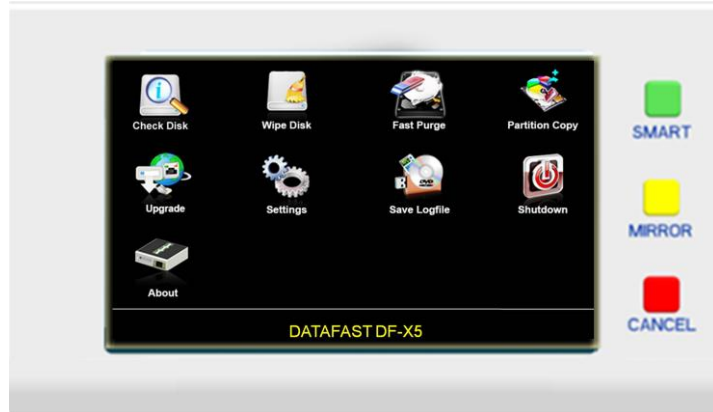 Check Disk
Wipe Disk
Fast Purge
Partition Copy
SMART
Upgrade
Settings
Save Logfile
Shutdown
MIRROR
About
DATAFAST DF-X5
CANCEL